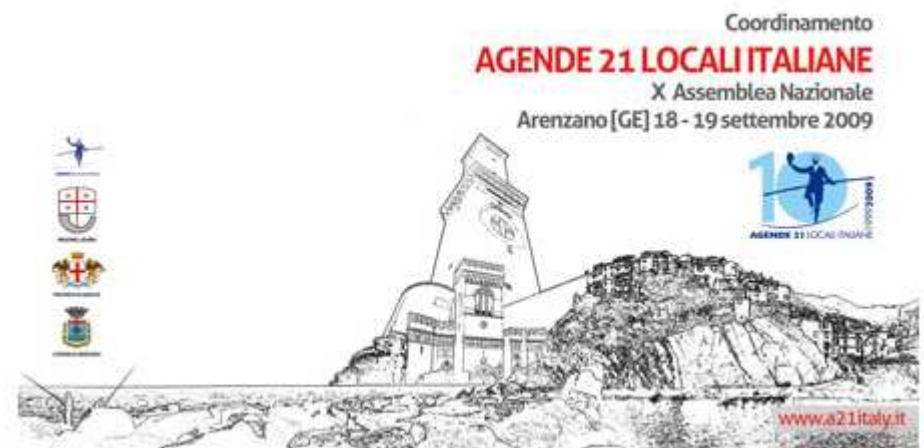 Coordinamento
AGENDE 21 LOCALI ITALIANE
X Assemblea Nazionale
Arenzano [GE] 18 - 19 settembre 2009
10
AGENDE 21 LOCALI ITALIANE
www.a21italy.it